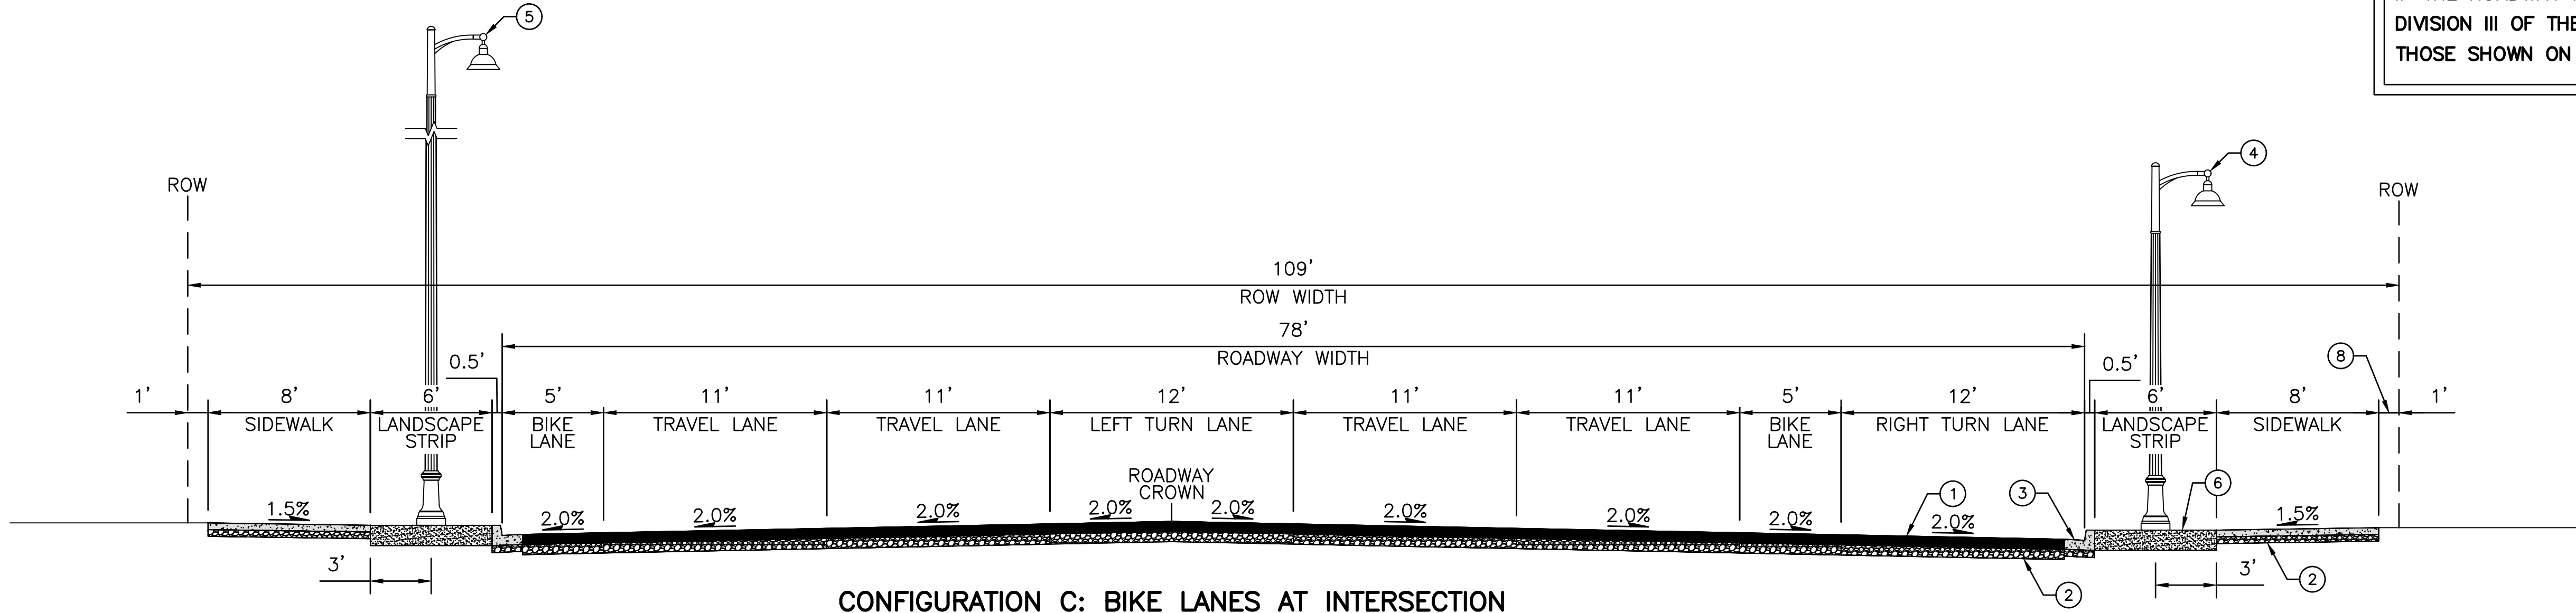 DIVISION III OF THE
THOSE SHOWN ON
5
4
ROW
ROW
109'
ROW WIDTH
78'
ROADWAY WIDTH
0.5'
0.5'
8
1'
8'
6'
5'
11'
11'
12'
11'
11'
5'
12'
6'
8'
1'
SIDEWALK
LANDSCAPE STRIP
BIKE LANE
TRAVEL LANE
TRAVEL LANE
LEFT TURN LANE
TRAVEL LANE
TRAVEL LANE
BIKE LANE
RIGHT TURN LANE
LANDSCAPE STRIP
SIDEWALK
ROADWAY
CROWN
1
3
6
1.5%
2.0%
2.0%
2.0%
2.0%
2.0%
2.0%
2.0%
2.0%
2.0%
1.5%
3'
3'
2
2
CONFIGURATION C: BIKE LANES AT INTERSECTION